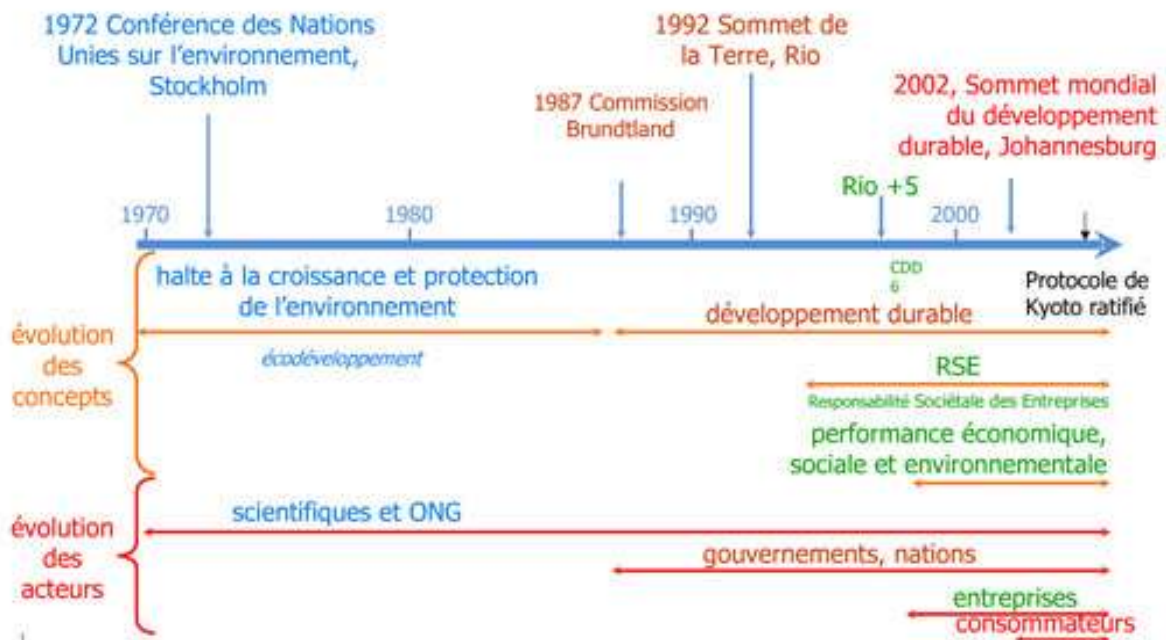 1972 Conférence des Nations
Unies sur l'environnement,
Stockholm
1987 Commission
Brundtland
1992 Sommet de
la Terre, Rio
2002, Sommet mondial
du développement
durable, Johannesburg
Rio +5
1970
1980
1990
2000
halte à la croissance et protection
de l'environnement
écodéveloppement
CDD
6
développement durable
Protocole de
Kyoto ratifié
évolution
des
concepts
RSE
Responsabilité Sociétale des Entreprises
performance économique,
sociale et environnementale
évolution
des
acteurs
scientifiques et ONG
gouvernements, nations
entreprises
consommateurs